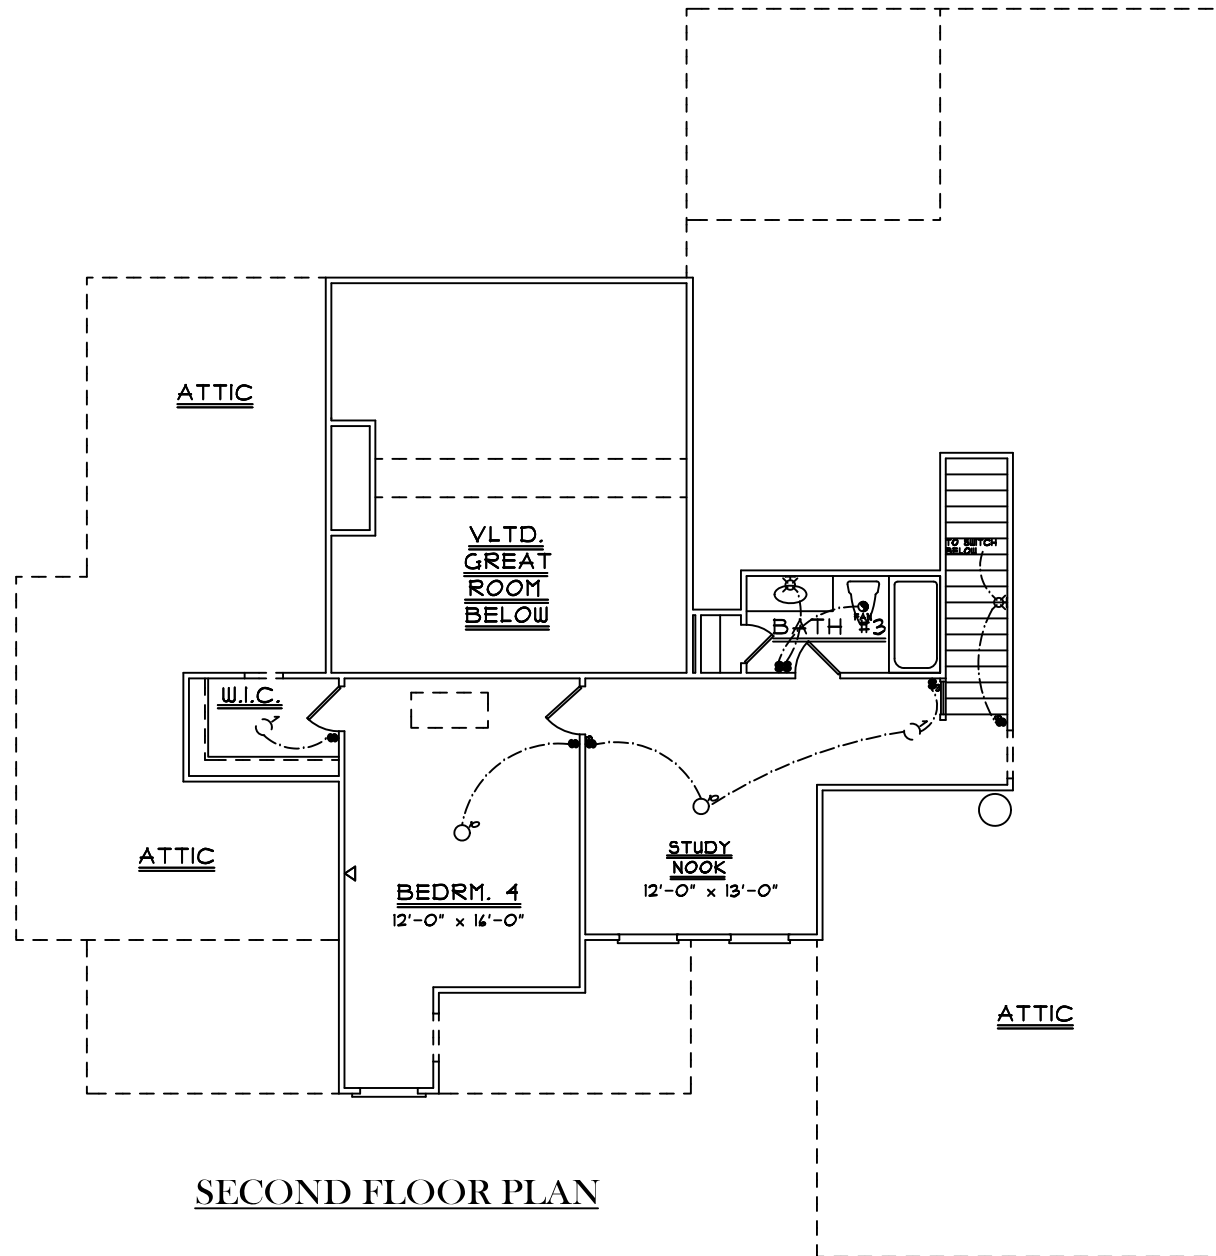 ATTIC
VLTD.
GREAT
ROOM
BELOW
TO SWITCH
BELOW
FAN
BATH #3
W.I.C.
STUDY
NOOK
12'-0" x 13'-0"
ATTIC
BEDRM. 4
12'-0" x 16'-0"
ATTIC
SECOND FLOOR PLAN